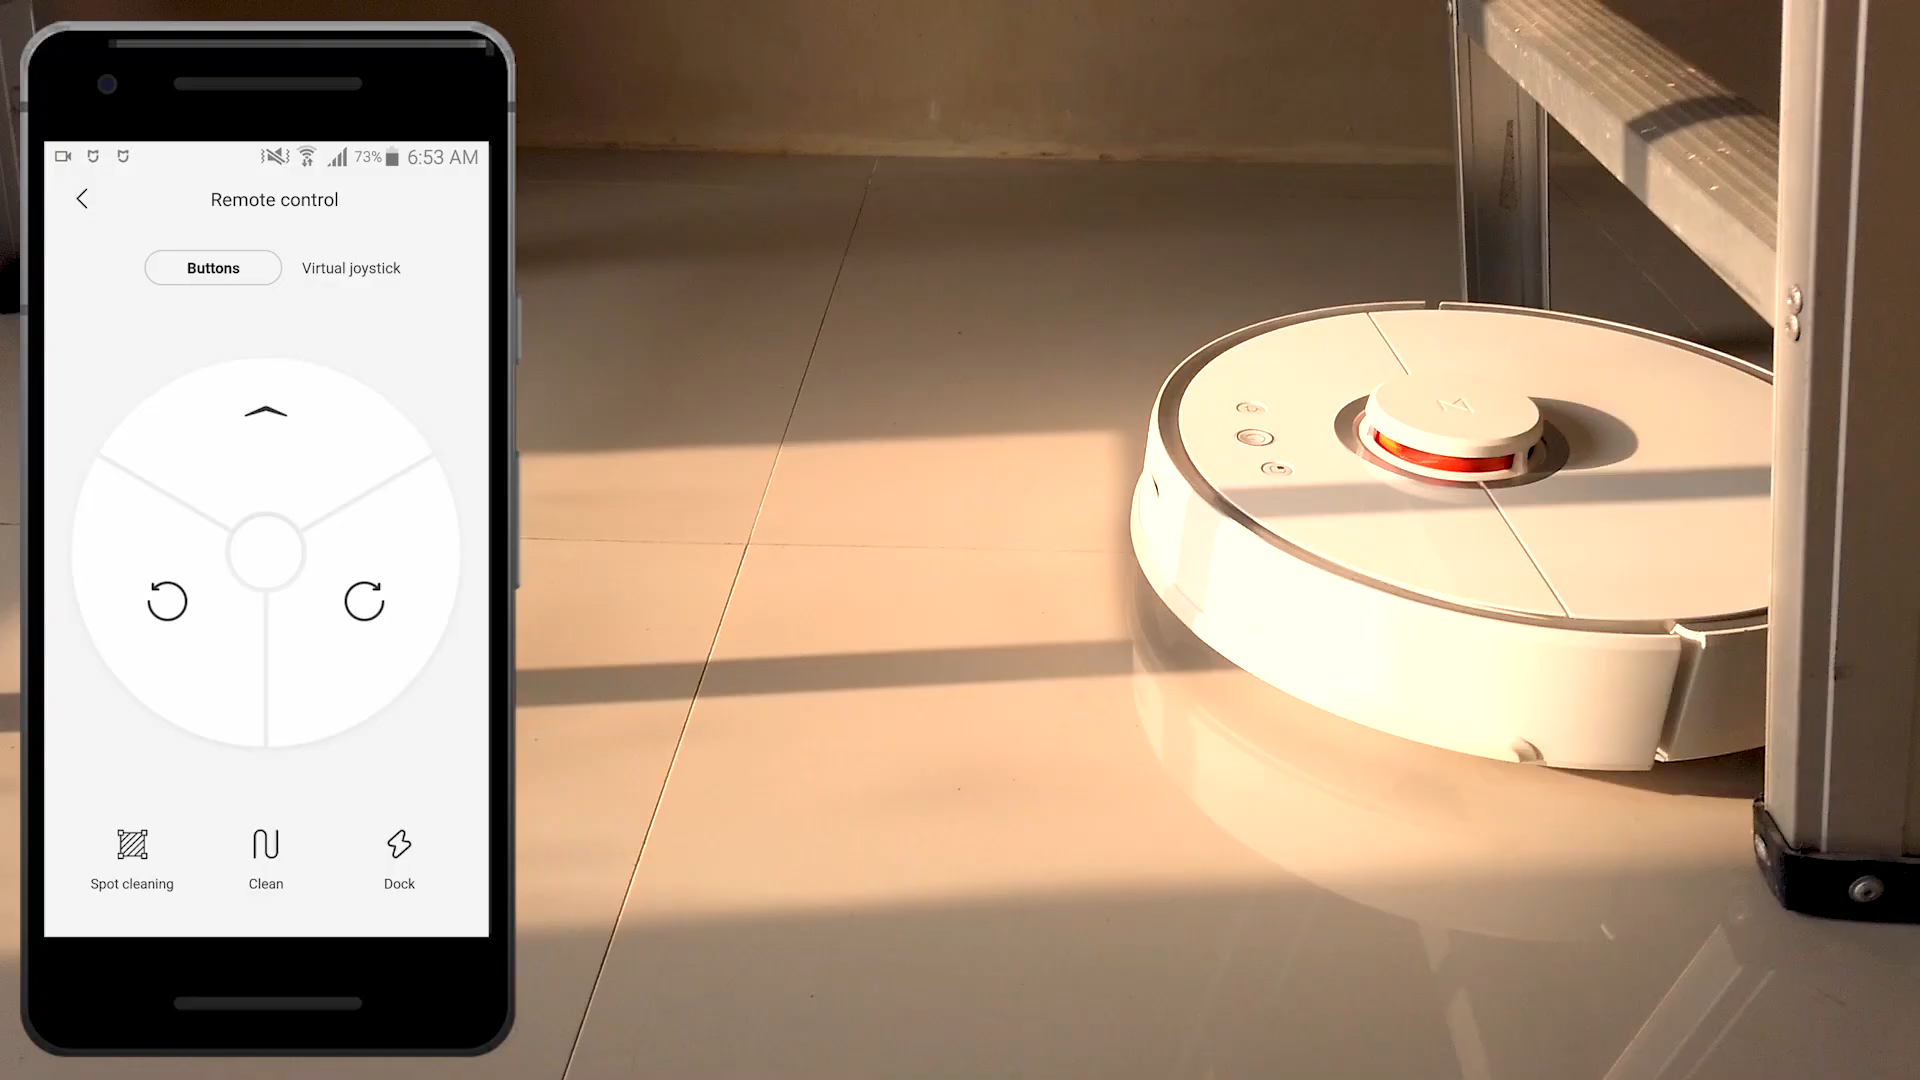 73% 6:53 AM
Remote control
Buttons Virtual joystick
Spot cleaning Clean Dock